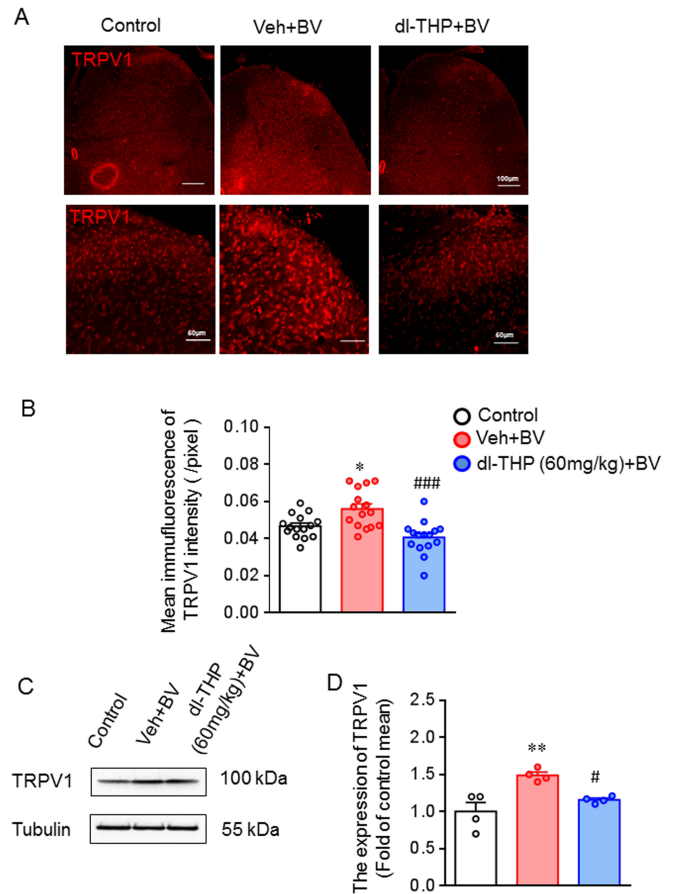 A
Control
Veh+BV
dl-THP+BV
TRPV1
100μm
TRPV1
50μm
50μm
B
Mean immufluorescence of
TRPV1 intensity ( /pixel)
0.10
0.08
0.06
0.04
0.02
0.00
*
###
Control
Veh+BV
dl-THP (60mg/kg)+BV
C
Control
Veh+BV
dl-THP
(60mg/kg)+BV
TRPV1
100 kDa
Tubulin
55 kDa
D
The expression of TRPV1
(Fold of control mean)
2.5
2.0
1.5
1.0
0.5
0.0
**
#